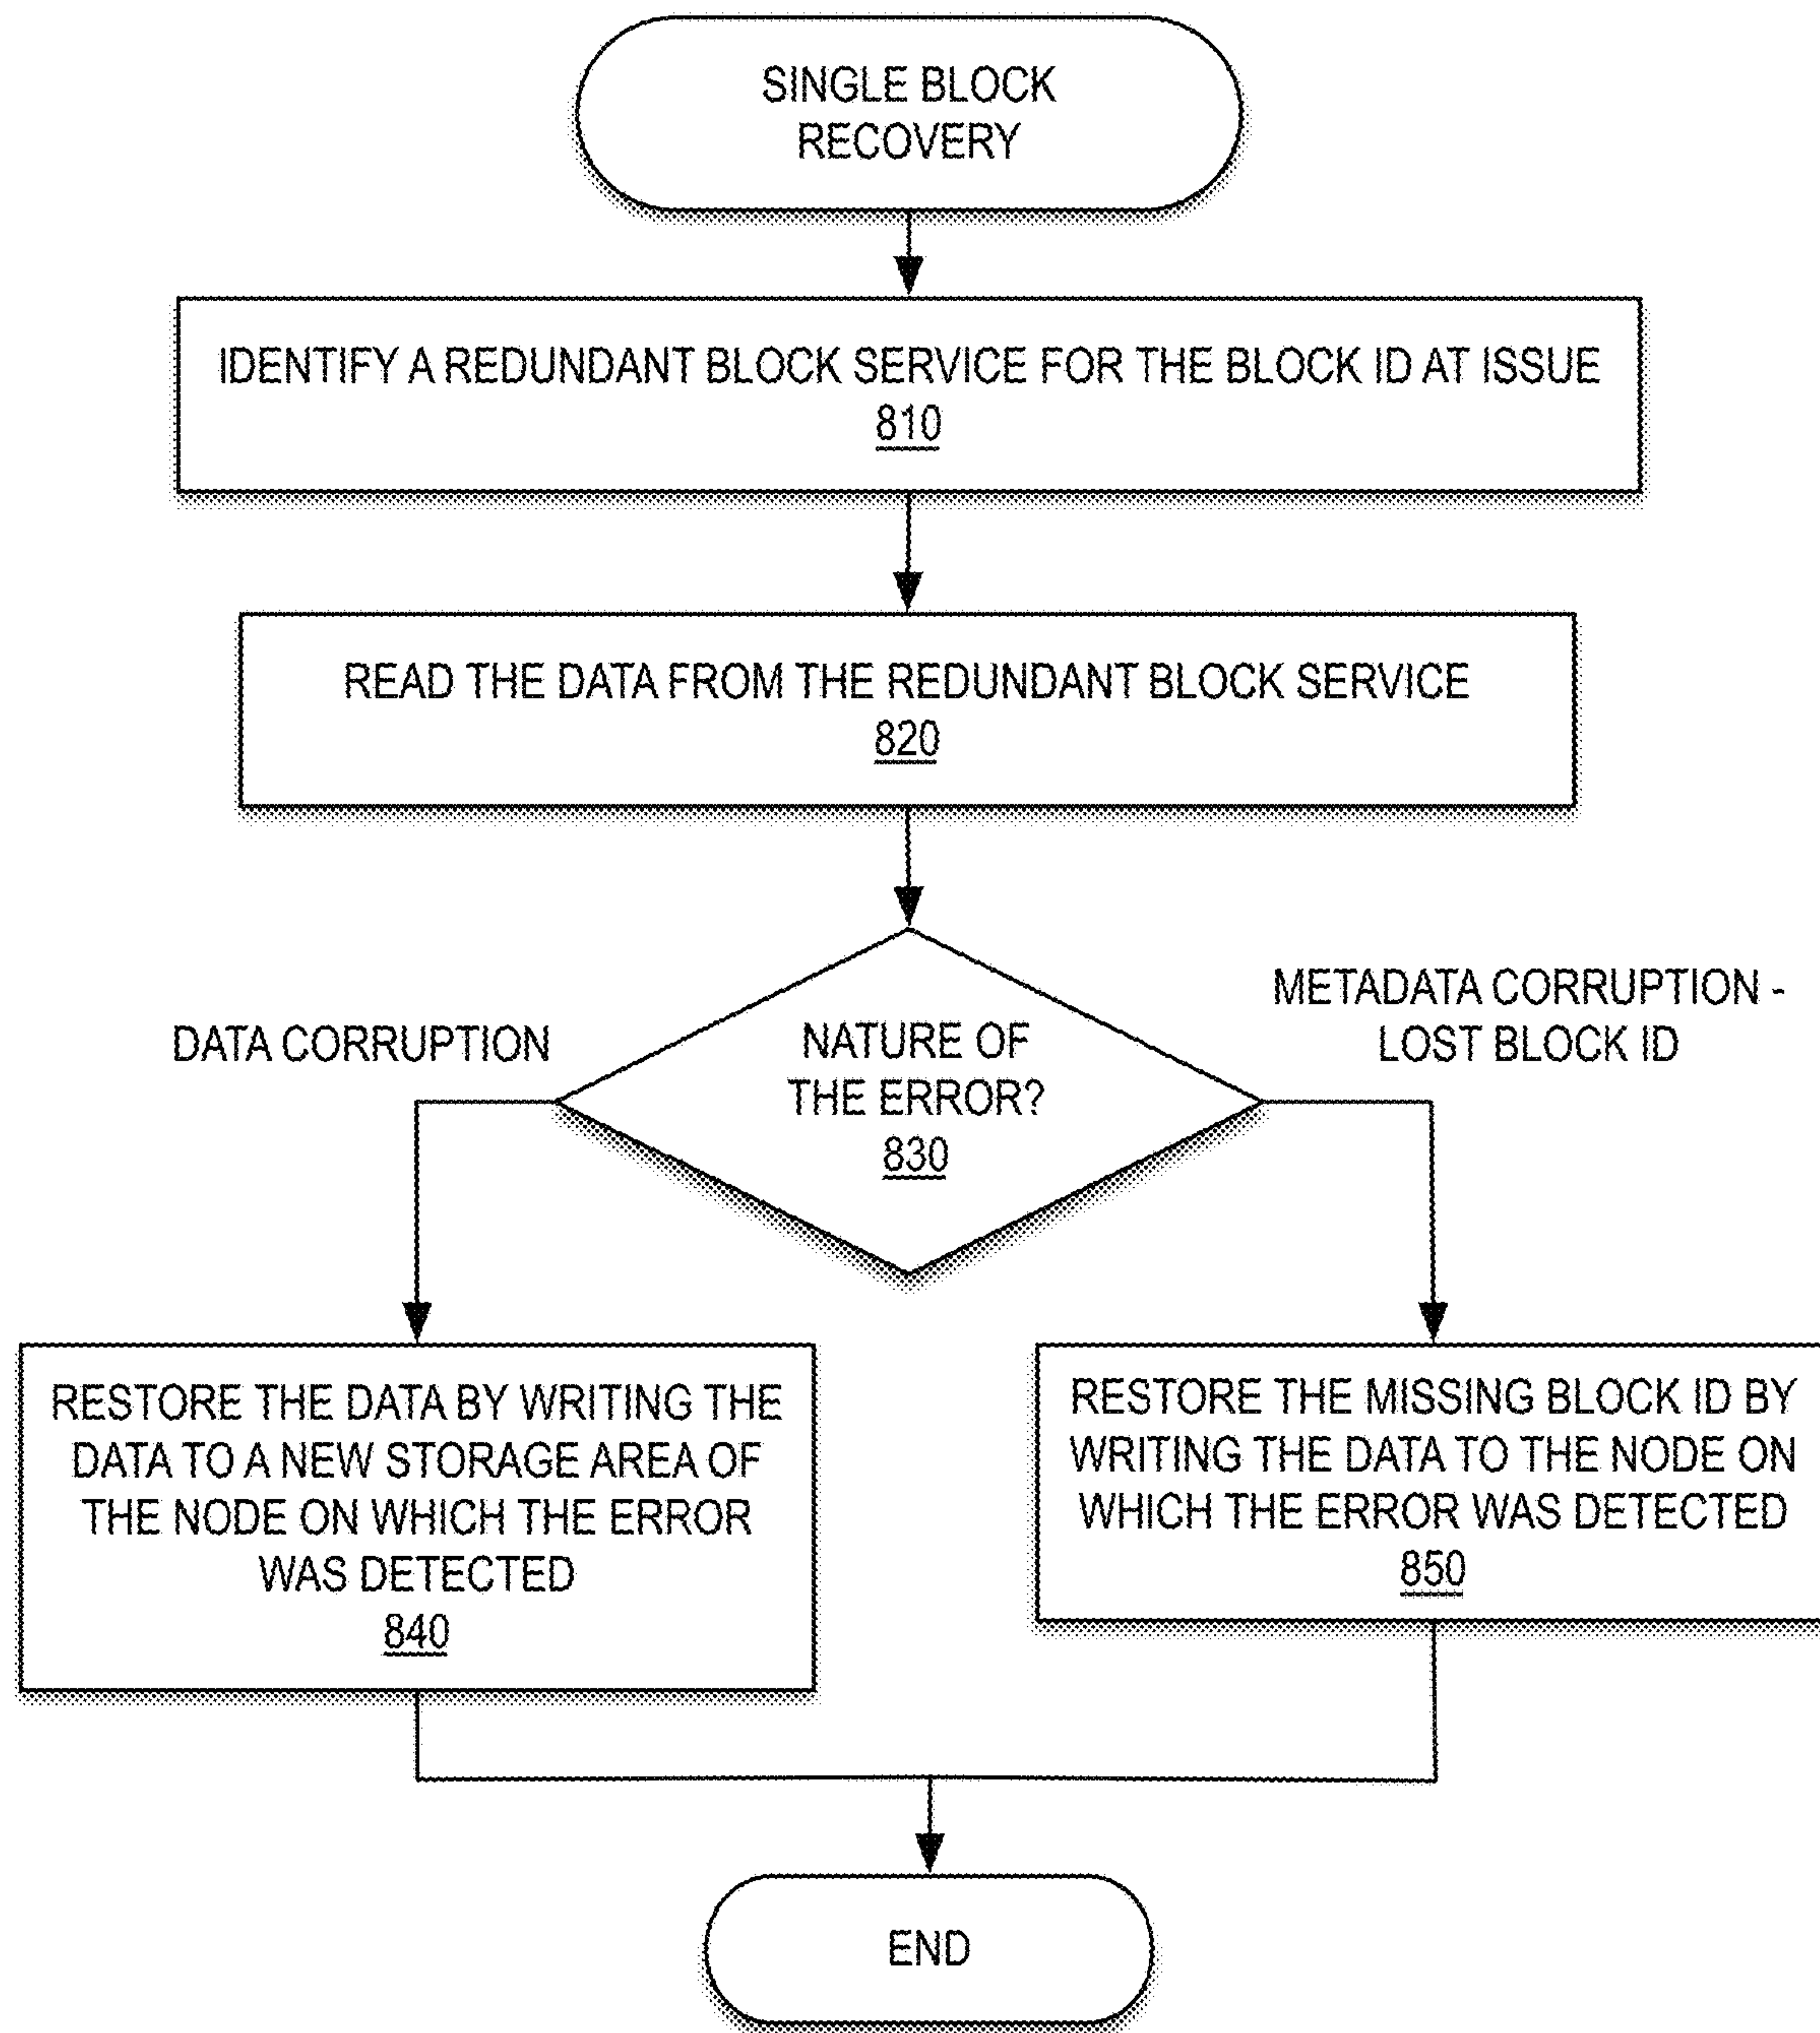 SINGLE BLOCK
RECOVERY
IDENTIFY A REDUNDANT BLOCK SERVICE FOR THE BLOCK ID AT ISSUE
810
READ THE DATA FROM THE REDUNDANT BLOCK SERVICE
820
DATA CORRUPTION
NATURE OF
THE ERROR?
830
METADATA CORRUPTION -
LOST BLOCK ID
RESTORE THE DATA BY WRITING THE
DATA TO A NEW STORAGE AREA OF
THE NODE ON WHICH THE ERROR
WAS DETECTED
840
RESTORE THE MISSING BLOCK ID BY
WRITING THE DATA TO THE NODE ON
WHICH THE ERROR WAS DETECTED
850
END